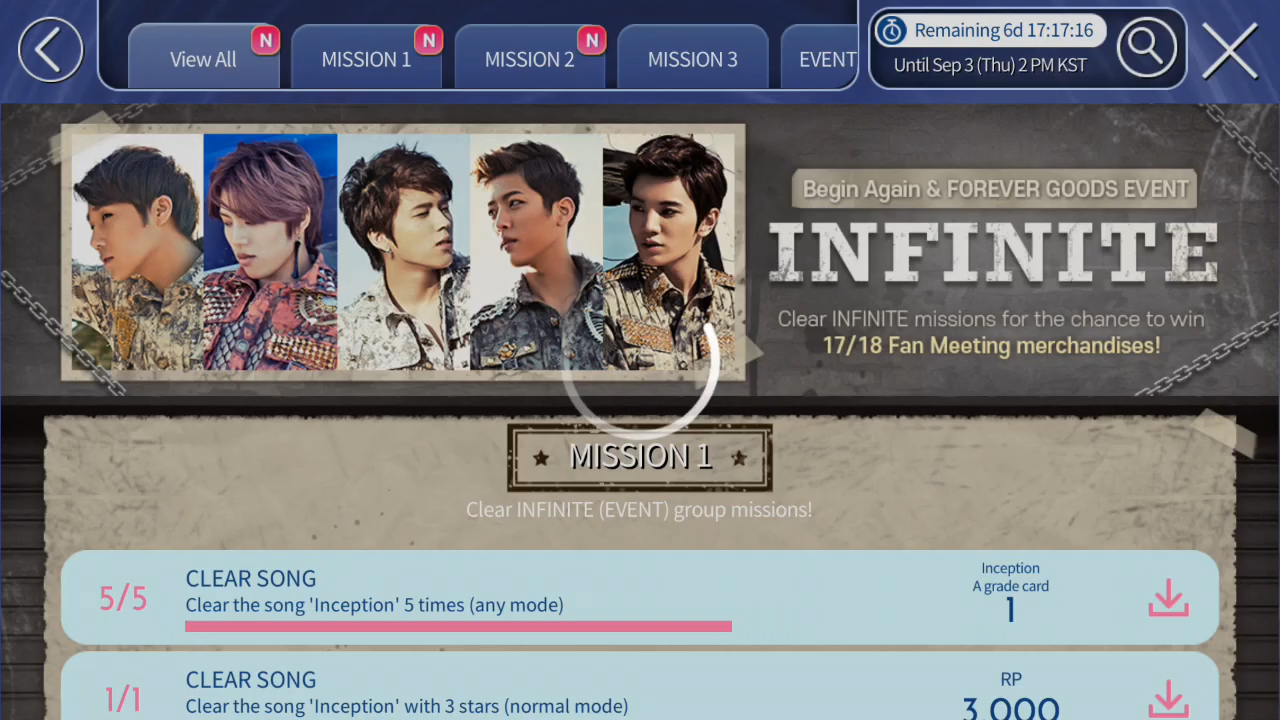 View All
N
MISSION 1
N
MISSION 2
N
MISSION 3
EVENT
Remaining 6d 17:17:16
Until Sep 3 (Thu) 2 PM KST
Begin Again & FOREVER GOODS EVENT
INFINITE
Clear INFINITE missions for the chance to win
17/18 Fan Meeting merchandises!
MISSION 1
Clear INFINITE (EVENT) group missions!
5/5
CLEAR SONG
Clear the song 'Inception' 5 times (any mode)
Inception
A grade card
1
1/1
CLEAR SONG
Clear the song 'Inception' with 3 stars (normal mode)
RP
3,000